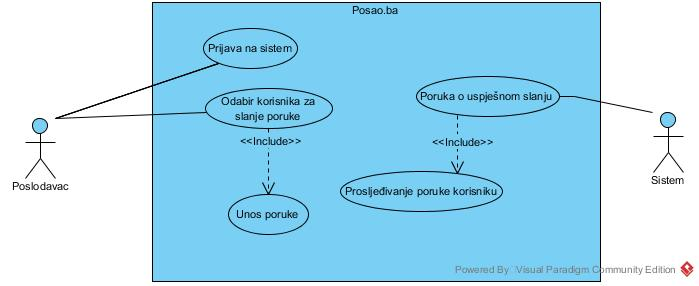 Posao.ba
Prijava na sistem
Odabir korisnika za
slanje poruke
<<Include>>
Unos poruke
Poruka o uspješnom slanju
<<Include>>
Prosljeđivanje poruke korisniku
Poslodavac
Sistem
Powered By Visual Paradigm Community Edition